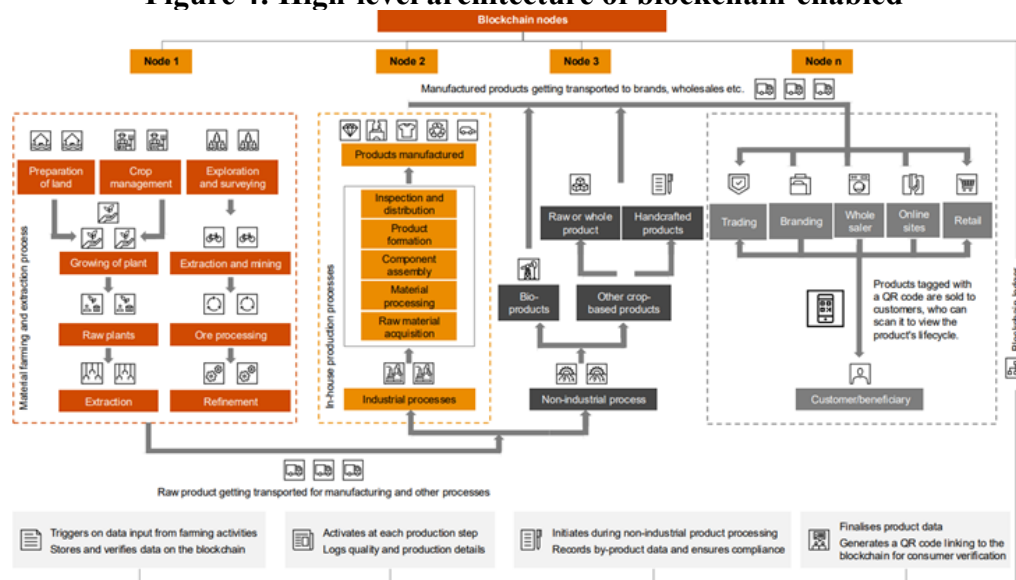 Figure 4: High-level architecture of blockchain-enabled
Blockchain nodes
Node 1
Node 2
Node 3
Node n
Manufactured products getting transported to brands, wholesales etc.
Material farming and extraction process
Preparation
of land
Crop
management
Exploration
and surveying
Growing of plant
Extraction and mining
Raw plants
Ore processing
Extraction
Refinement
In-house production processes
Products manufactured
Inspection and
distribution
Product
formation
Component
assembly
Material
processing
Raw material
acquisition
Industrial processes
Raw or whole
product
Handcrafted
products
Bio-
products
Other crop-
based products
Non-industrial process
Trading
Branding
Whole
saler
Online
sites
Retail
Products tagged with
a QR code are sold to
customers, who can
scan it to view the
product's lifecycle.
Customer/beneficiary
Raw product getting transported for manufacturing and other processes
Triggers on data input from farming activities
Stores and verifies data on the blockchain
Activates at each production step
Logs quality and production details
Initiates during non-industrial product processing
Records by-product data and ensures compliance
Finalises product data
Generates a QR code linking to the
blockchain for consumer verification